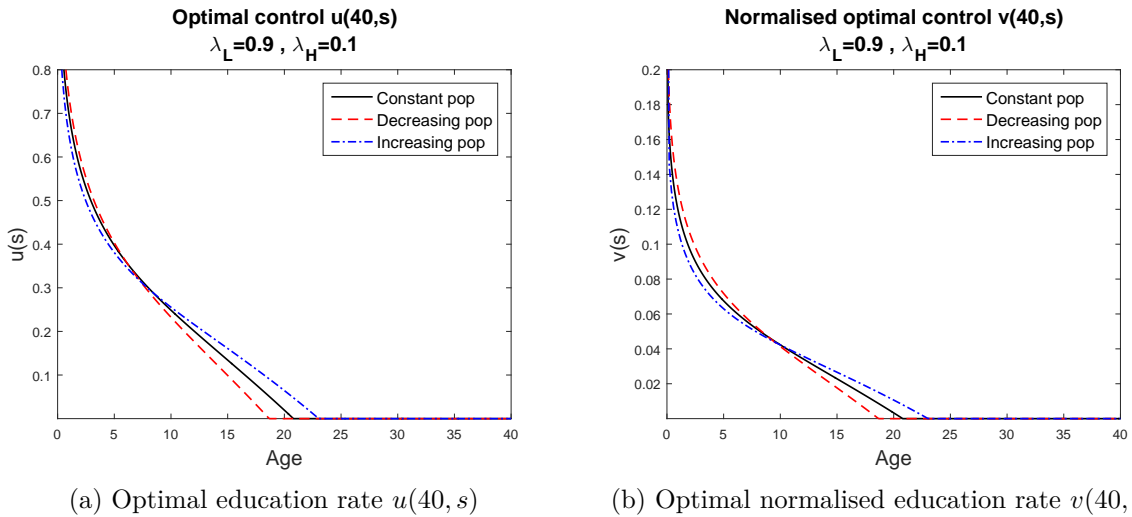 Optimal control u(40,s)
λ_L=0.9 , λ_H=0.1
0.8
0.7
0.6
0.5
0.4
0.3
0.2
0.1
u(s)
Constant pop
Decreasing pop
Increasing pop
0 5 10 15 20 25 30 35 40
Age
(a) Optimal education rate u(40, s)
Normalised optimal control v(40,s)
λ_L=0.9 , λ_H=0.1
0.2
0.18
0.16
0.14
0.12
0.1
0.08
0.06
0.04
0.02
v(s)
Constant pop
Decreasing pop
Increasing pop
0 5 10 15 20 25 30 35 40
Age
(b) Optimal normalised education rate v(40,